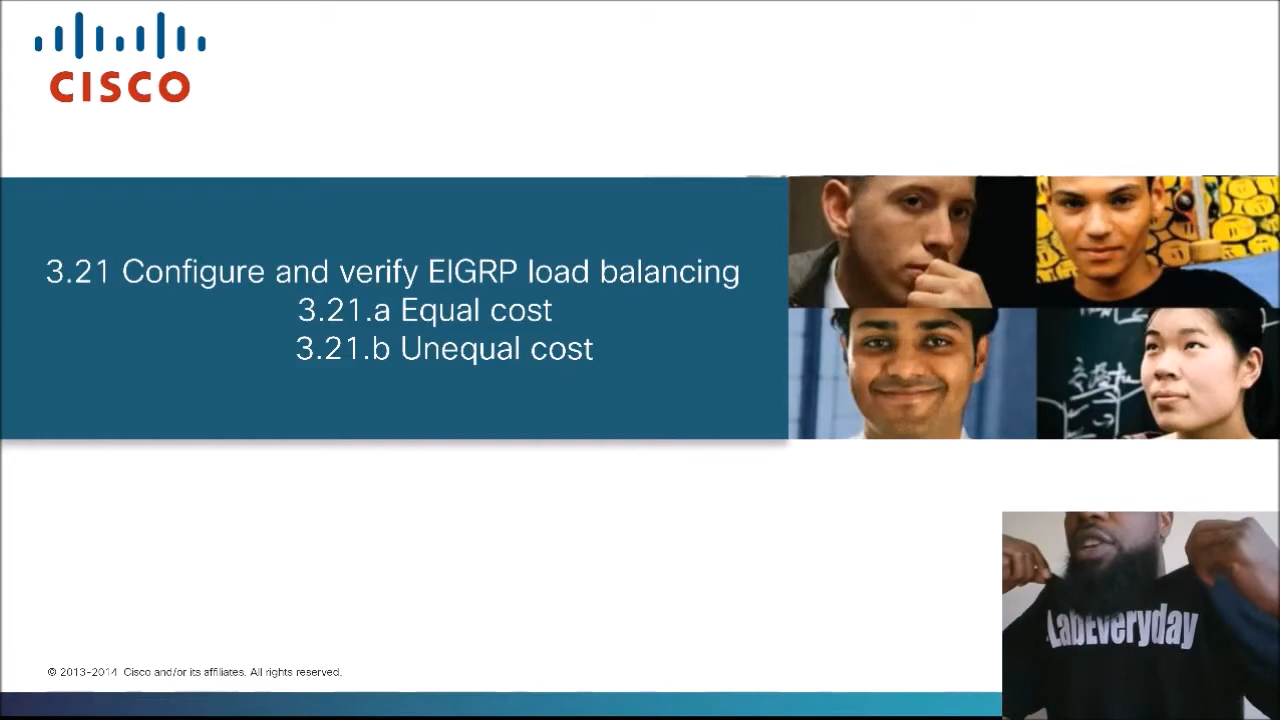 CISCO
3.21 Configure and verify EIGRP load balancing
3.21.a Equal cost
3.21.b Unequal cost
LabEveryday
© 2013-2014 Cisco and/or its affiliates. All rights reserved.